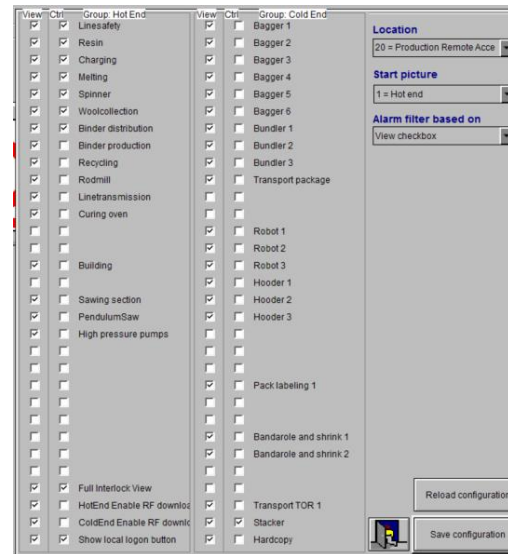 View Ctrl Group: Hot End
Linesafety
Resin
Charging
Melting
Spinner
Woolcollection
Binder distribution
Binder production
Recycling
Rodmill
Linetransmission
Curing oven
Building
Sawing section
PendulumSaw
High pressure pumps
Full Interlock View
HotEnd Enable RF downloa
ColdEnd Enable RF downlo
Show local logon button
View Ctrl Group: Cold End
Bagger 1
Bagger 2
Bagger 3
Bagger 4
Bagger 5
Bagger 6
Bundler 1
Bundler 2
Bundler 3
Transport package
Robot 1
Robot 2
Robot 3
Hooder 1
Hooder 2
Hooder 3
Pack labeling 1
Bandarole and shrink 1
Bandarole and shrink 2
Transport TOR 1
Stacker
Hardcopy
Location
20 = Production Remote Acce
Start picture
1 = Hot end
Alarm filter based on
View checkbox
Reload configuration
Save configuration